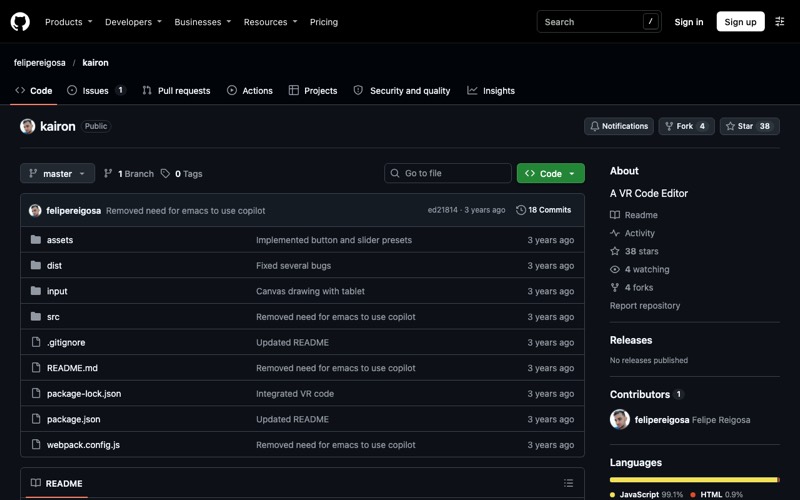 Products Developers Businesses Resources Pricing Search / Sign in Sign up
felipereigosa / kairon
Code Issues 1 Pull requests Actions Projects Security and quality Insights
kairon Public Notifications Fork 4 Star 38
master 1 Branch 0 Tags Go to file Code
felipereigosa Removed need for emacs to use copilot ed21814 · 3 years ago 18 Commits
assets Implemented button and slider presets 3 years ago
dist Fixed several bugs 3 years ago
input Canvas drawing with tablet 3 years ago
src Removed need for emacs to use copilot 3 years ago
.gitignore Updated README 3 years ago
README.md Removed need for emacs to use copilot 3 years ago
package-lock.json Integrated VR code 3 years ago
package.json Updated README 3 years ago
webpack.config.js Removed need for emacs to use copilot 3 years ago
README
About
A VR Code Editor
Readme
Activity
38 stars
4 watching
4 forks
Report repository
Releases
No releases published
Contributors 1
felipereigosa Felipe Reigosa
Languages
JavaScript 99.1% HTML 0.9%